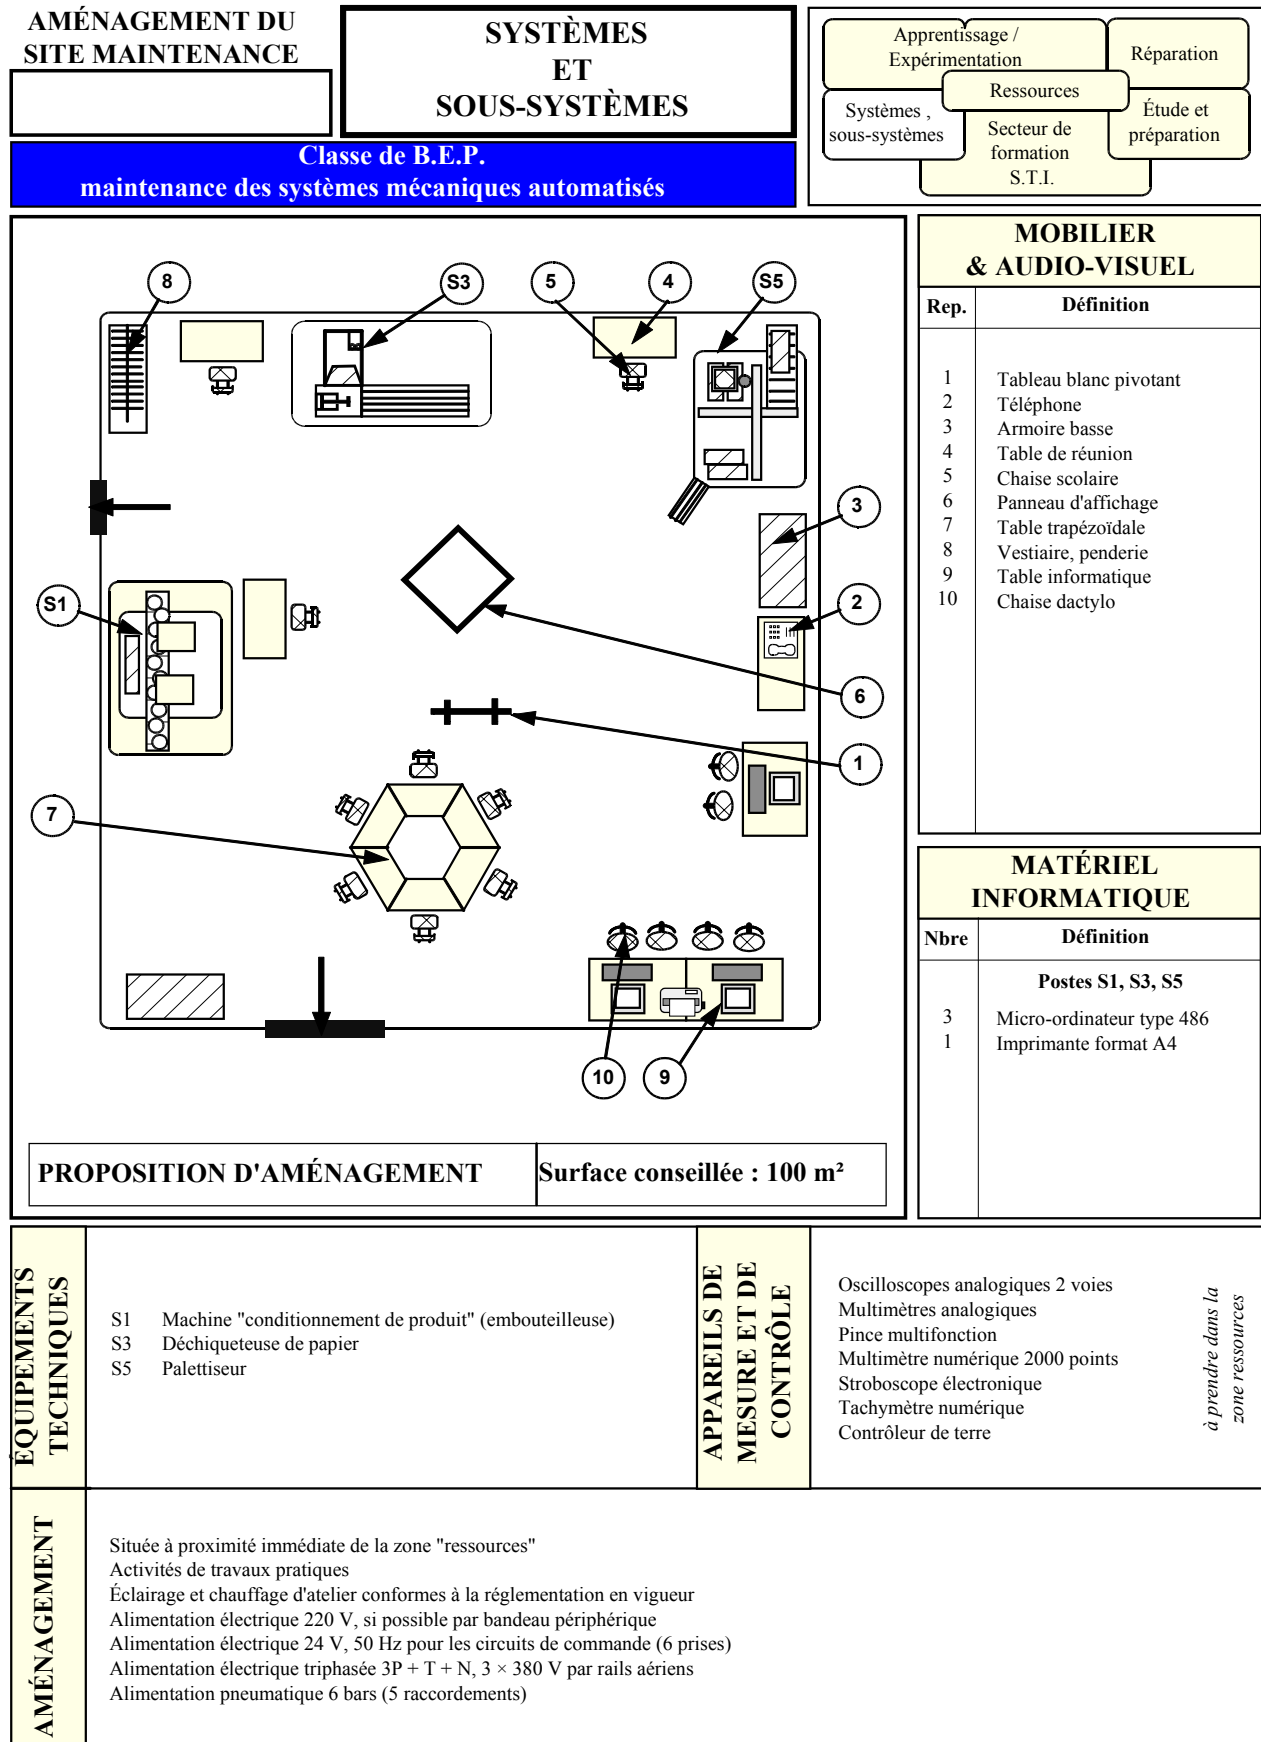 AMÉNAGEMENT DU
SITE MAINTENANCE
SYSTÈMES
ET
SOUS-SYSTÈMES
Classe de B.E.P.
maintenance des systèmes mécaniques automatisés
Apprentissage /
Expérimentation
Réparation
Ressources
Systèmes ,
sous-systèmes
Secteur de
formation
S.T.I.
Étude et
préparation
8
S3
5
4
S5
3
S1
2
6
1
7
10
9
PROPOSITION D'AMÉNAGEMENT
Surface conseillée : 100 m²
MOBILIER
& AUDIO-VISUEL
Rep. Définition
1 Tableau blanc pivotant
2 Téléphone
3 Armoire basse
4 Table de réunion
5 Chaise scolaire
6 Panneau d'affichage
7 Table trapézoïdale
8 Vestiaire, penderie
9 Table informatique
10 Chaise dactylo
MATÉRIEL
INFORMATIQUE
Nbre Définition
Postes S1, S3, S5
3 Micro-ordinateur type 486
1 Imprimante format A4
ÉQUIPEMENTS
TECHNIQUES
S1 Machine "conditionnement de produit" (embouteilleuse)
S3 Déchiqueteuse de papier
S5 Palettiseur
APPAREILS DE
MESURE ET DE
CONTRÔLE
Oscilloscopes analogiques 2 voies
Multimètres analogiques
Pince multifonction
Multimètre numérique 2000 points
Stroboscope électronique
Tachymètre numérique
Contrôleur de terre
à prendre dans la
zone ressources
AMÉNAGEMENT
Située à proximité immédiate de la zone "ressources"
Activités de travaux pratiques
Éclairage et chauffage d'atelier conformes à la réglementation en vigueur
Alimentation électrique 220 V, si possible par bandeau périphérique
Alimentation électrique 24 V, 50 Hz pour les circuits de commande (6 prises)
Alimentation électrique triphasée 3P + T + N, 3 × 380 V par rails aériens
Alimentation pneumatique 6 bars (5 raccordements)